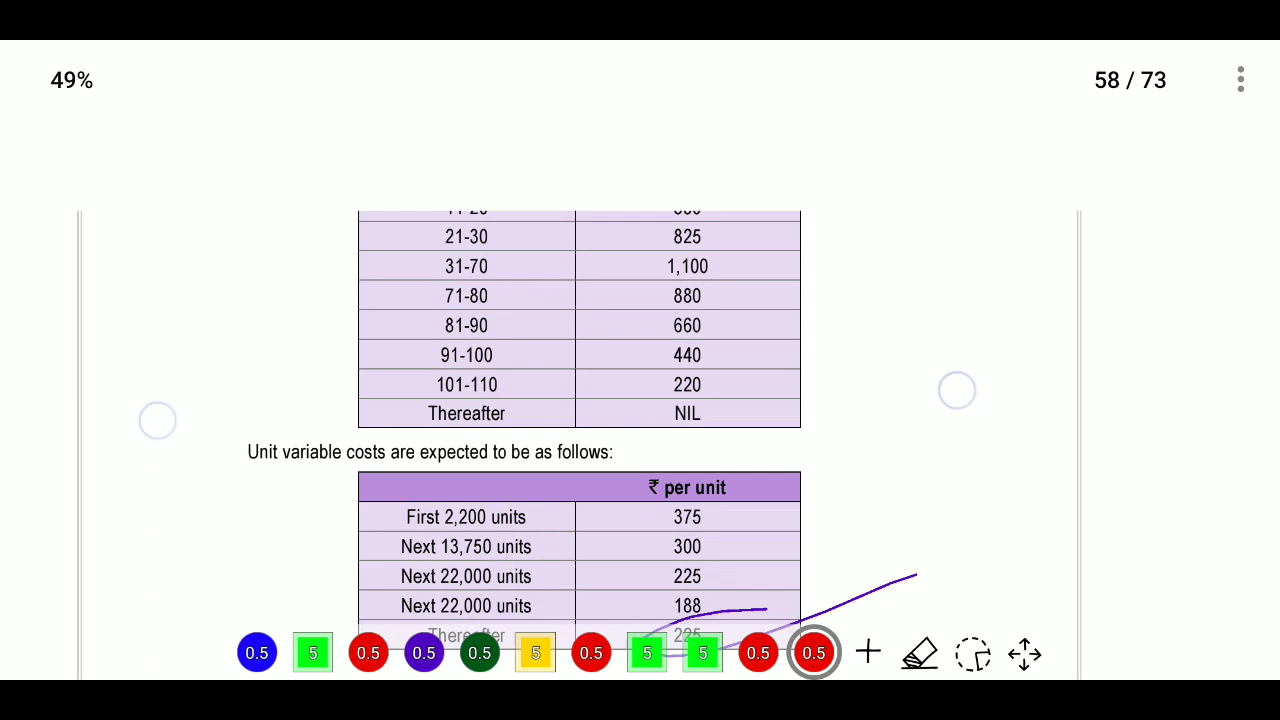 49%
58 / 73
21-30 825
31-70 1,100
71-80 880
81-90 660
91-100 440
101-110 220
Thereafter NIL
Unit variable costs are expected to be as follows:
₹ per unit
First 2,200 units 375
Next 13,750 units 300
Next 22,000 units 225
Next 22,000 units 188
Thereafter 225
0.5 5 0.5 0.5 0.5 5 0.5 5 5 0.5 0.5